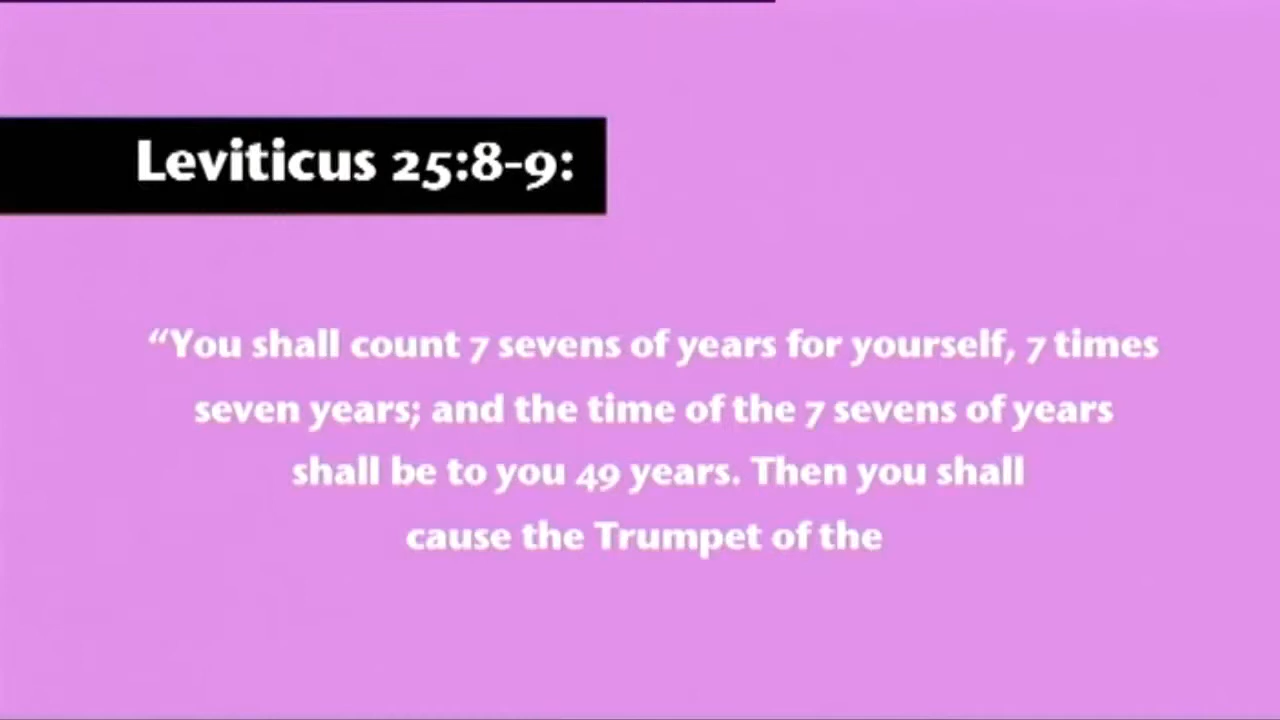 Leviticus 25:8-9:
“You shall count 7 sevens of years for yourself, 7 times
seven years; and the time of the 7 sevens of years
shall be to you 49 years. Then you shall
cause the Trumpet of the